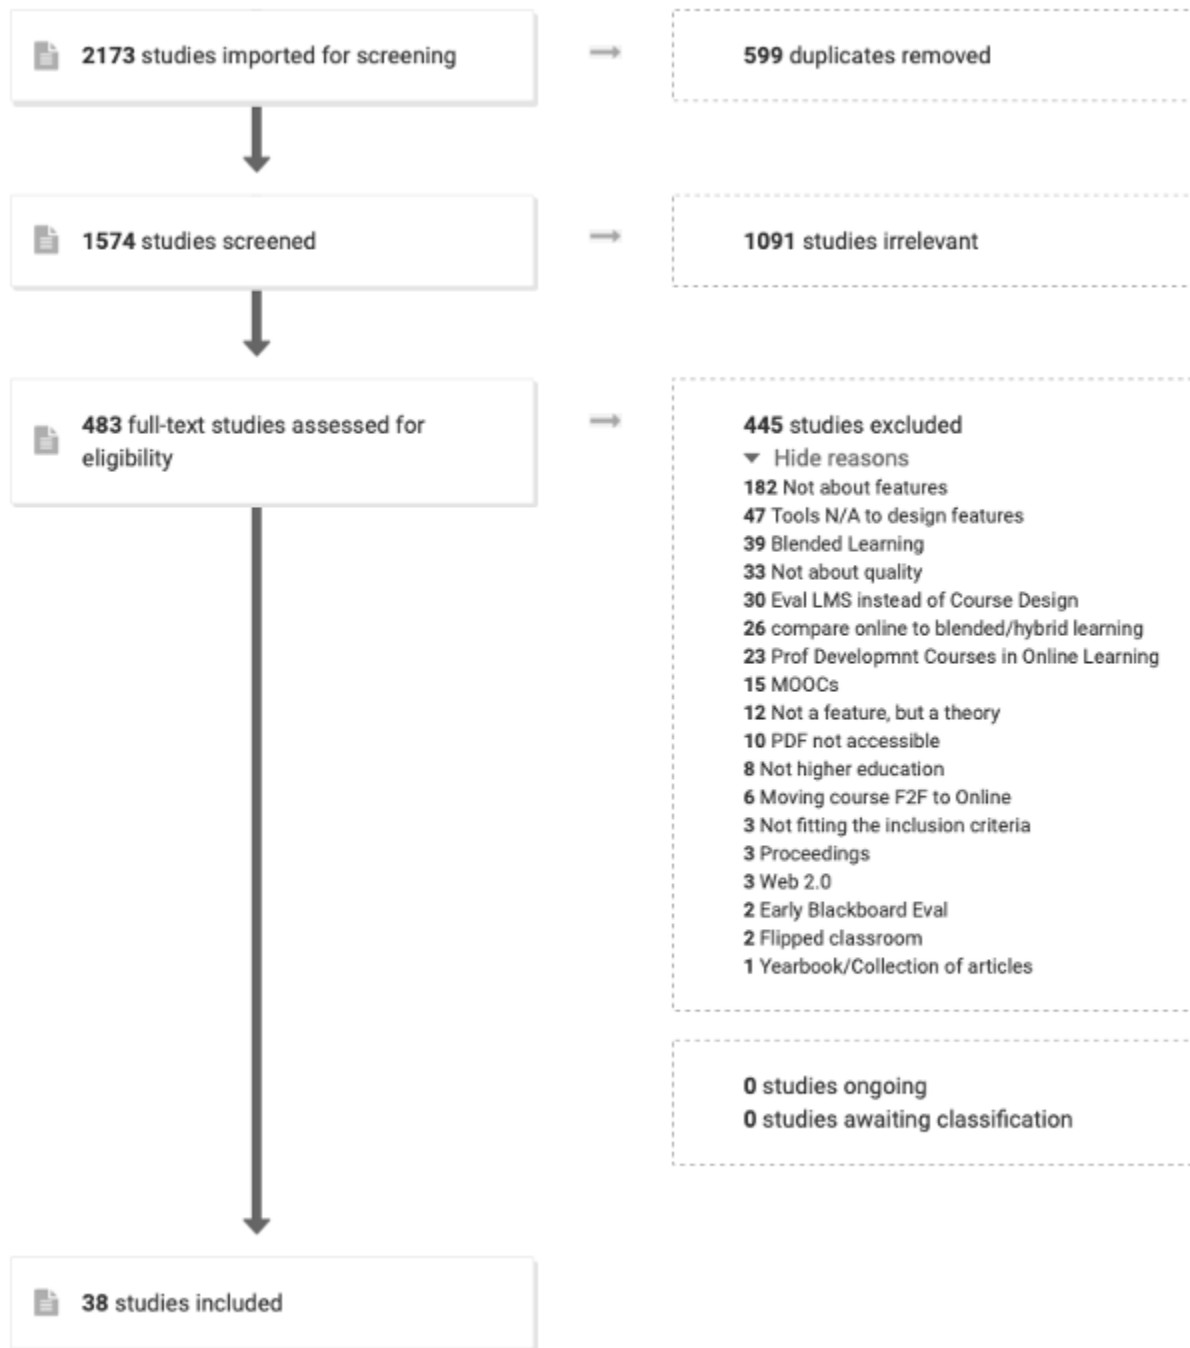 2173 studies imported for screening
599 duplicates removed
1574 studies screened
1091 studies irrelevant
483 full-text studies assessed for
eligibility
445 studies excluded
Hide reasons
182 Not about features
47 Tools N/A to design features
39 Blended Learning
33 Not about quality
30 Eval LMS instead of Course Design
26 compare online to blended/hybrid learning
23 Prof Developmnt Courses in Online Learning
15 MOOCs
12 Not a feature, but a theory
10 PDF not accessible
8 Not higher education
6 Moving course F2F to Online
3 Not fitting the inclusion criteria
3 Proceedings
3 Web 2.0
2 Early Blackboard Eval
2 Flipped classroom
1 Yearbook/Collection of articles
0 studies ongoing
0 studies awaiting classification
38 studies included